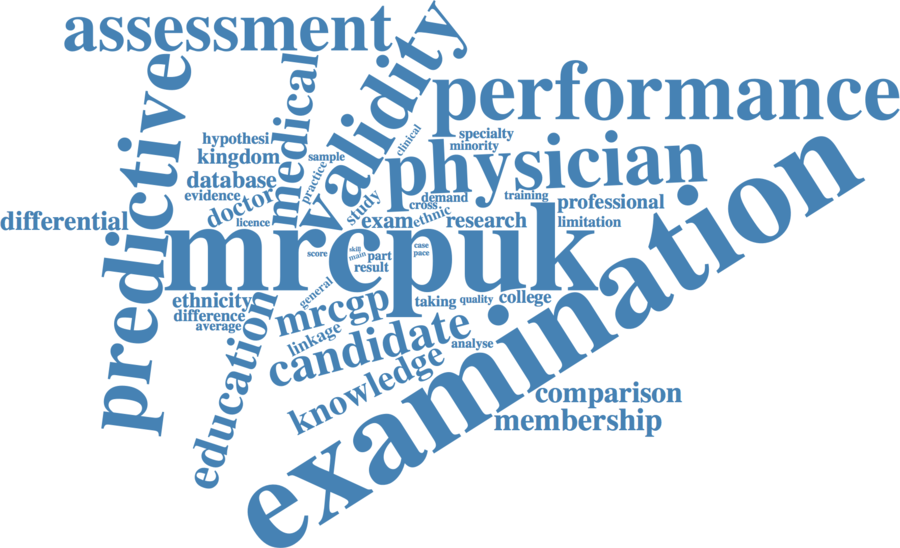 assessment
predictive
medical
validity
performance
clinical
specialty
minority
hypothesi
kingdom
sample
physician
database
practice
evidence
doctor
study
demand
cross
training
professional
differential
licence
exam
ethnic
research
limitation
mrcpuk
score
skill
main
part
result
case
pace
examination
general
ethnicity
difference
average
education
mrcgp
taking
quality
college
linkage
candidate
analyse
knowledge
comparison
membership